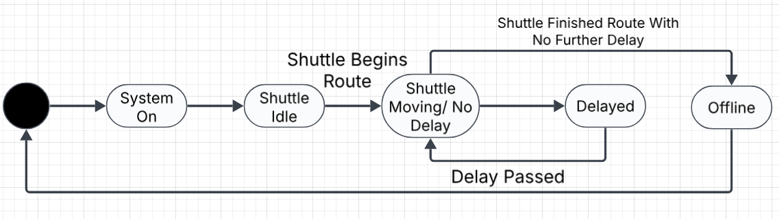 Shuttle Finished Route With
No Further Delay
Shuttle Begins
Route
System
On
Shuttle
Idle
Shuttle
Moving/ No
Delay
Delayed
Offline
Delay Passed